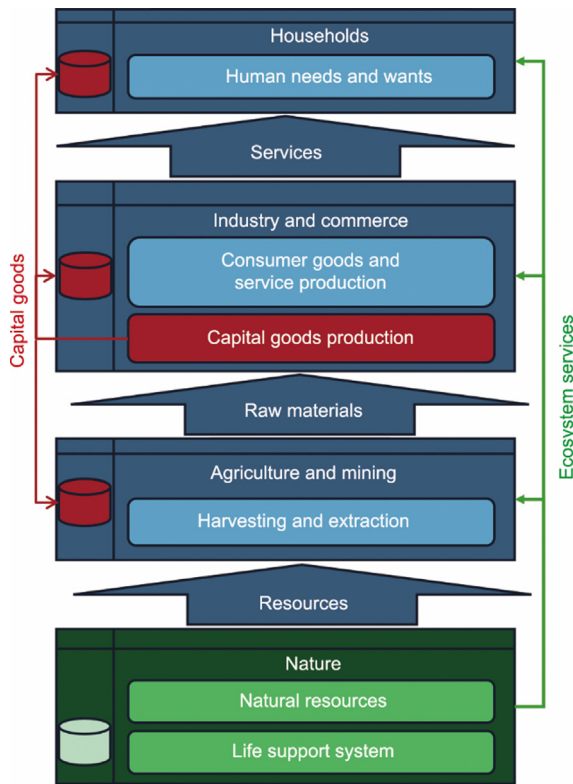 Households
Human needs and wants
Services
Industry and commerce
Consumer goods and
service production
Capital goods production
Capital goods
Raw materials
Ecosystem services
Agriculture and mining
Harvesting and extraction
Resources
Nature
Natural resources
Life support system